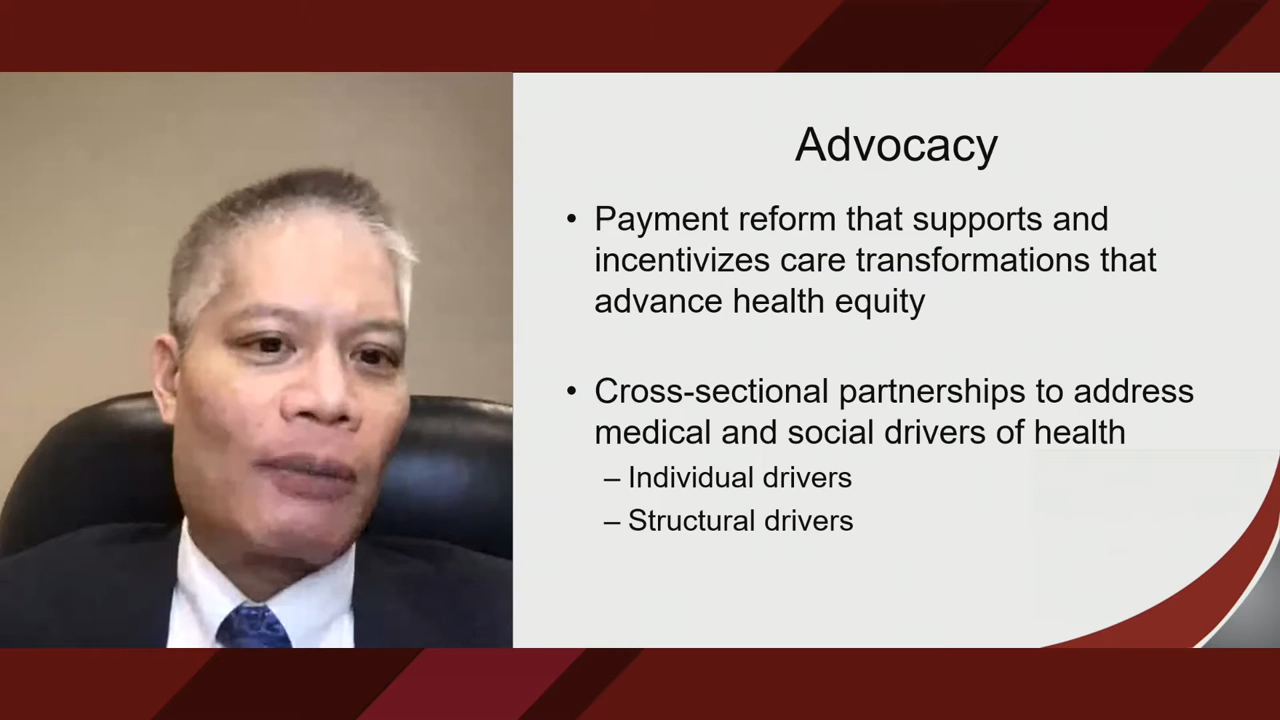 Advocacy
• Payment reform that supports and
incentivizes care transformations that
advance health equity
• Cross-sectional partnerships to address
medical and social drivers of health
– Individual drivers
– Structural drivers